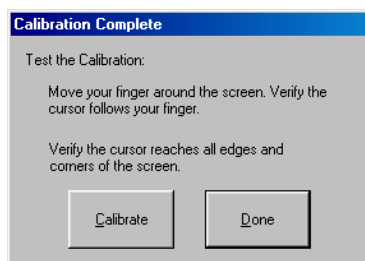 Calibration Complete
Test the Calibration:
Move your finger around the screen. Verify the
cursor follows your finger.
Verify the cursor reaches all edges and
corners of the screen.
Calibrate
Done